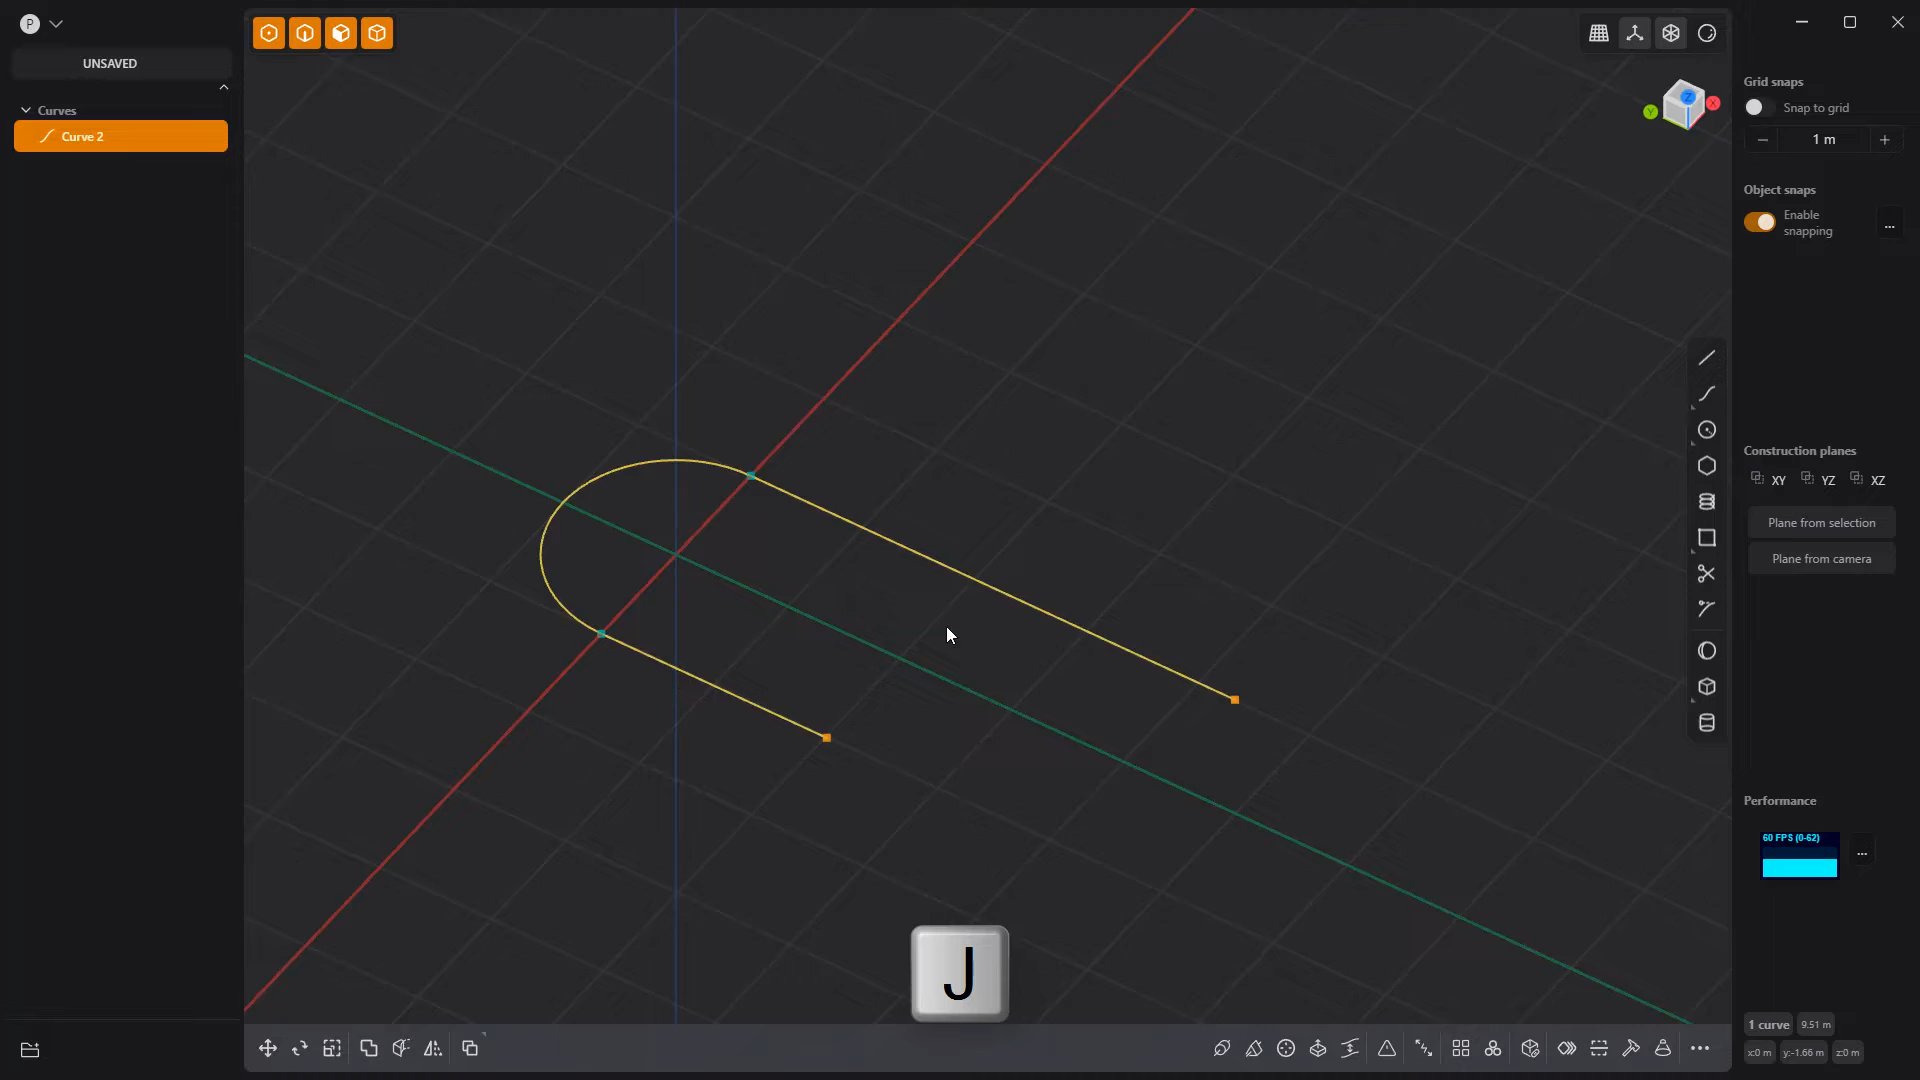 P
UNSAVED
Curves
Curve 2
Z
X
Y
Grid snaps
Snap to grid
1 m
Object snaps
Enable
snapping
...
Construction planes
XY
YZ
XZ
Plane from selection
Plane from camera
Performance
60 FPS (0-62)
...
J
1 curve
9.51 m
x:0 m
y:-1.66 m
z:0 m